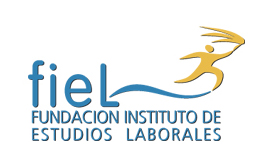 fieL
FUNDACION INSTITUTO DE
ESTUDIOS LABORALES